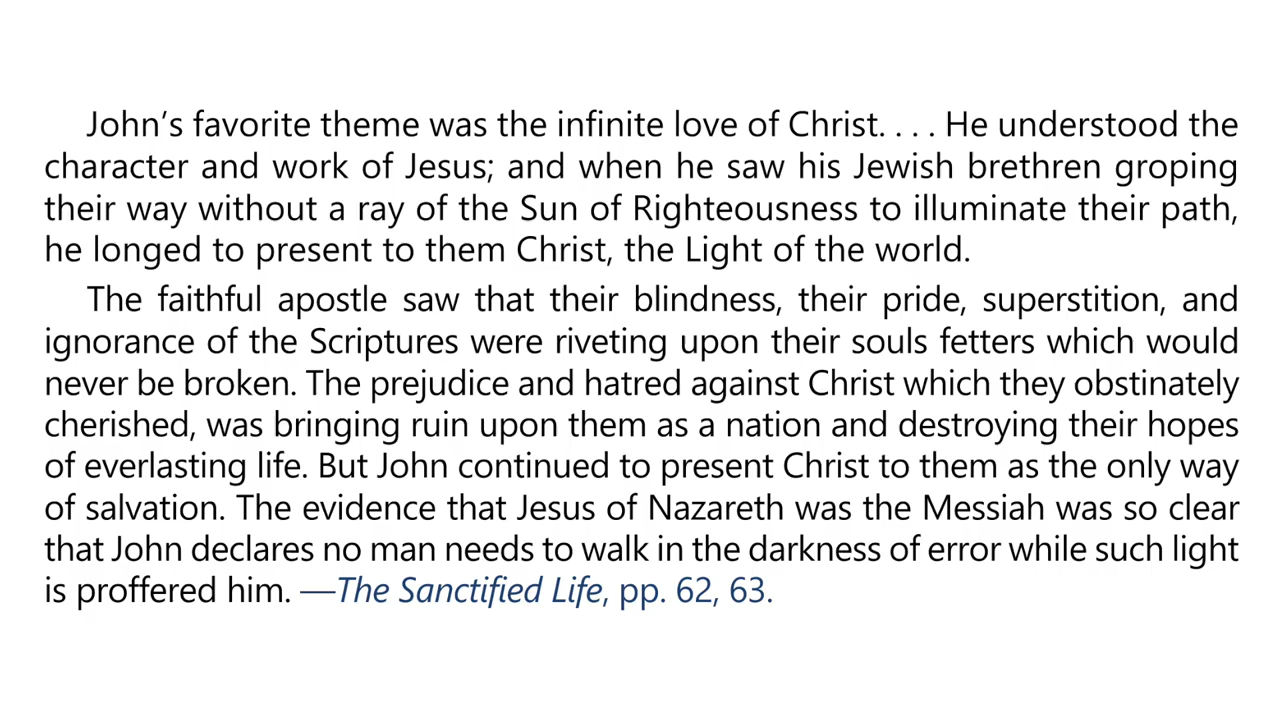 John’s favorite theme was the infinite love of Christ. . . . He understood the
character and work of Jesus; and when he saw his Jewish brethren groping
their way without a ray of the Sun of Righteousness to illuminate their path,
he longed to present to them Christ, the Light of the world.
The faithful apostle saw that their blindness, their pride, superstition, and
ignorance of the Scriptures were riveting upon their souls fetters which would
never be broken. The prejudice and hatred against Christ which they obstinately
cherished, was bringing ruin upon them as a nation and destroying their hopes
of everlasting life. But John continued to present Christ to them as the only way
of salvation. The evidence that Jesus of Nazareth was the Messiah was so clear
that John declares no man needs to walk in the darkness of error while such light
is proffered him. —The Sanctified Life, pp. 62, 63.